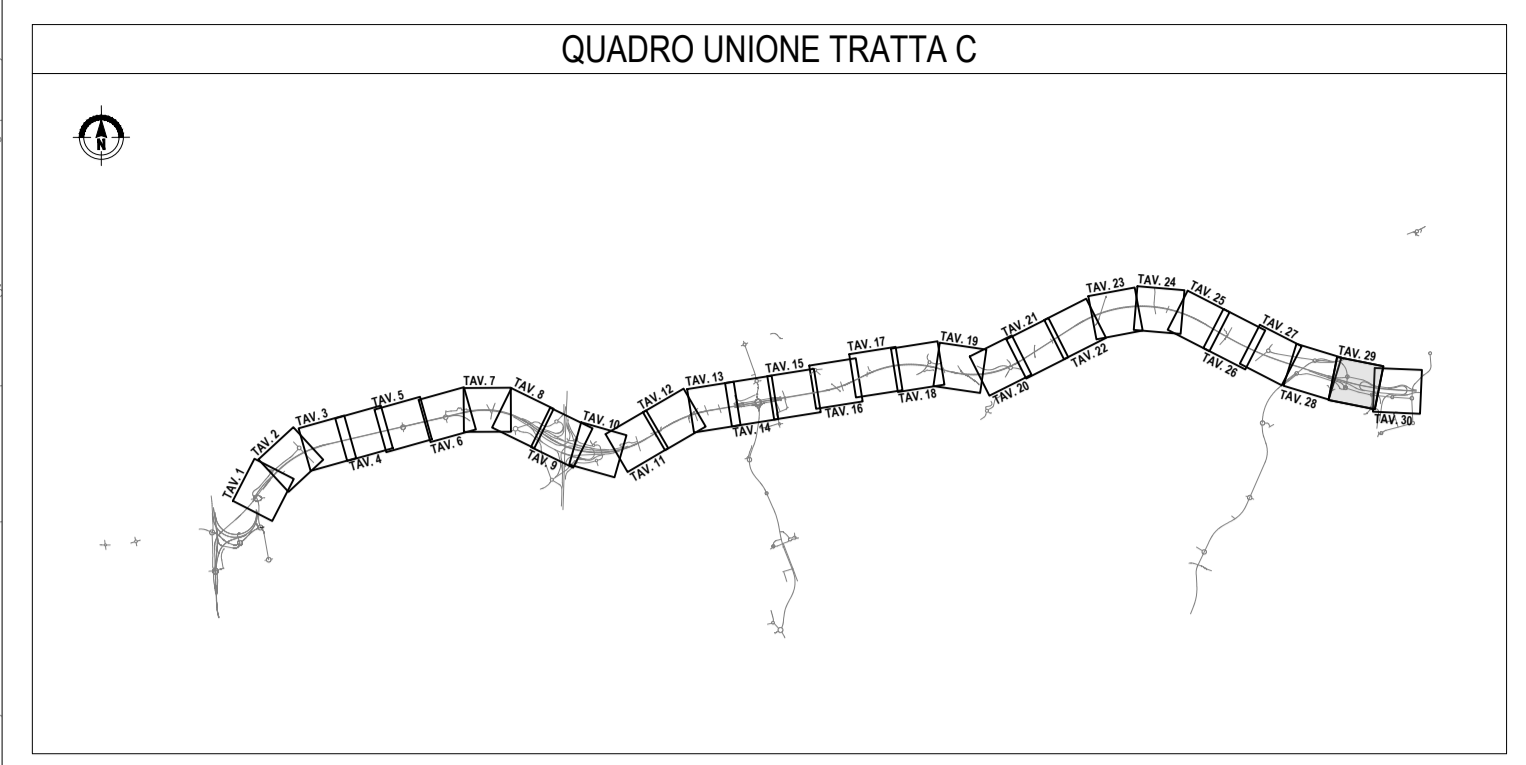 QUADRO UNIONE TRATTA C
N
TAV. 1
TAV. 2
TAV. 3
TAV. 4
TAV. 5
TAV. 6
TAV. 7
TAV. 8
TAV. 9
TAV. 10
TAV. 11
TAV. 12
TAV. 13
TAV. 14
TAV. 15
TAV. 16
TAV. 17
TAV. 18
TAV. 19
TAV. 20
TAV. 21
TAV. 22
TAV. 23
TAV. 24
TAV. 25
TAV. 26
TAV. 27
TAV. 28
TAV. 29
TAV. 30